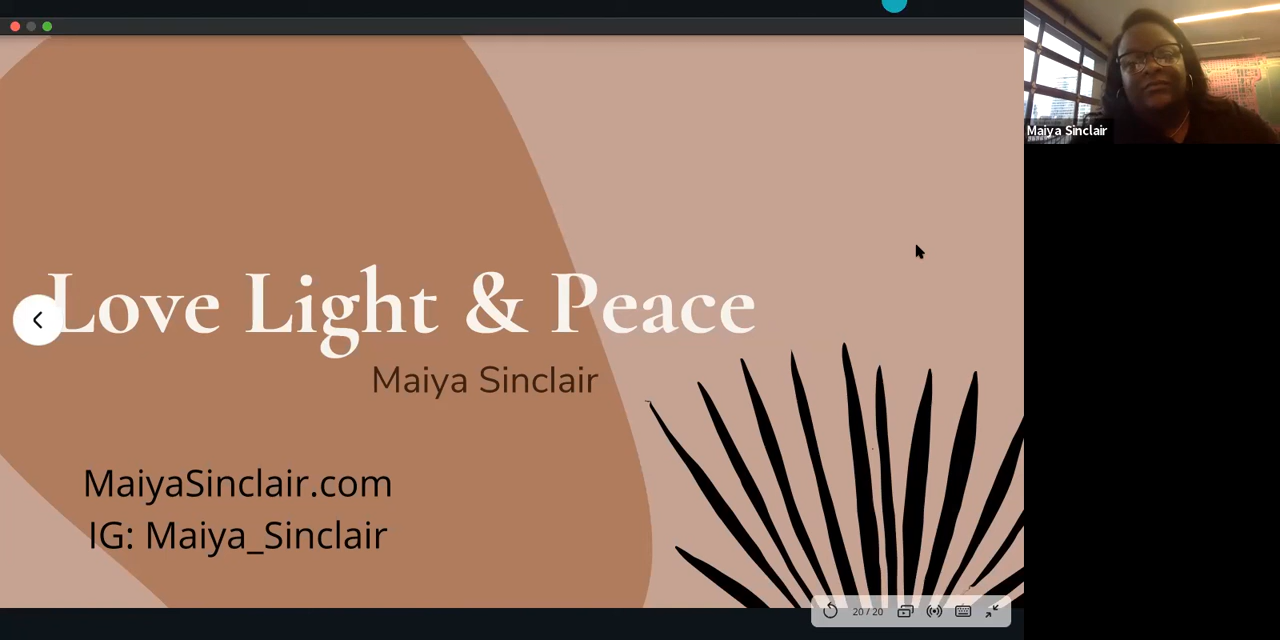 Maiya Sinclair
Love Light & Peace
Maiya Sinclair
MaiyaSinclair.com
IG: Maiya_Sinclair
20 / 20